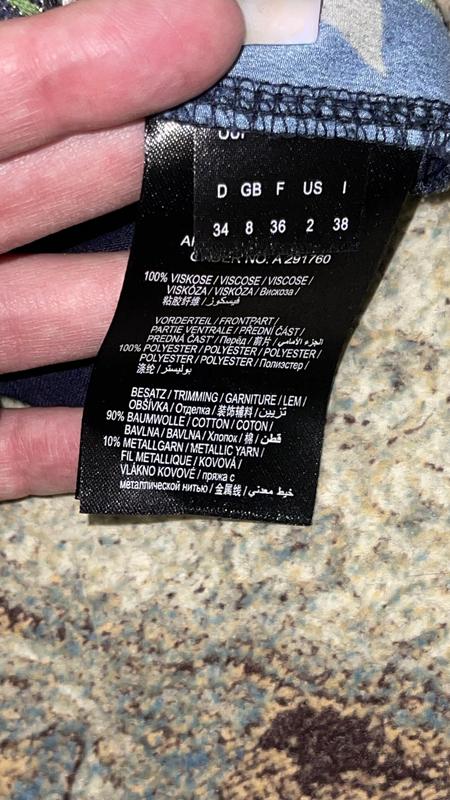 D GB F US I
34 8 36 2 38
ORDER NO. A 291760
100% VISKOSE / VISCOSE / VISCOSE /
VISKÓZA / VISKÓZA / Вискоза /
粘胶纤维 / فيسكوز
VORDERTEIL / FRONTPART /
PARTIE VENTRALE / PŘEDNÍ ČÁST /
PREDNÁ ČASŤ / Перёд / 前片 / الجزء الأمامي
100% POLYESTER / POLYESTER / POLYESTER /
POLYESTER / POLYESTER / Полиэстер /
涤纶 / بوليستر
BESATZ / TRIMMING / GARNITURE / LEM /
OBŠÍVKA / Отделка / 装饰辅料 / تزيين
90% BAUMWOLLE / COTTON / COTON /
BAVLNA / BAVLNA / Хлопок / 棉 / قطن
10% METALLGARN / METALLIC YARN /
FIL METALLIQUE / KOVOVÁ /
VLÁKNO KOVOVÉ / пряжа с
металлической нитью / 金属线 / خيط معدني